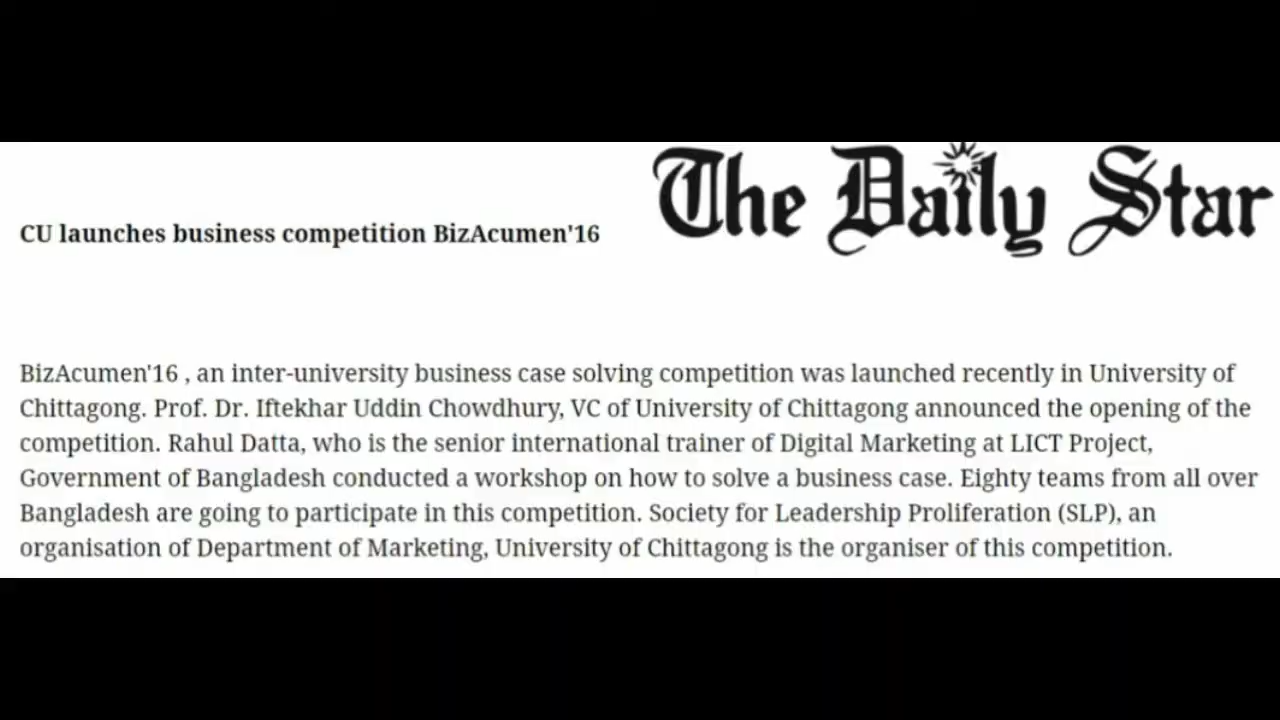 The Daily Star
CU launches business competition BizAcumen'16
BizAcumen'16 , an inter-university business case solving competition was launched recently in University of
Chittagong. Prof. Dr. Iftekhar Uddin Chowdhury, VC of University of Chittagong announced the opening of the
competition. Rahul Datta, who is the senior international trainer of Digital Marketing at LICT Project,
Government of Bangladesh conducted a workshop on how to solve a business case. Eighty teams from all over
Bangladesh are going to participate in this competition. Society for Leadership Proliferation (SLP), an
organisation of Department of Marketing, University of Chittagong is the organiser of this competition.